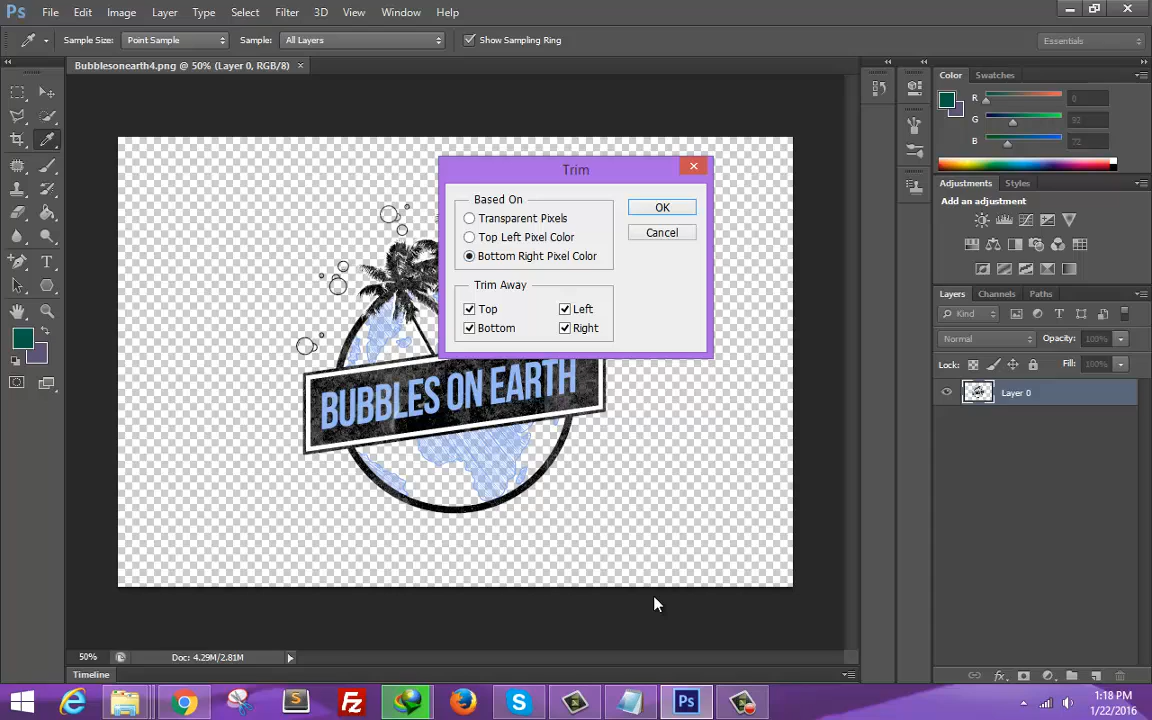 Ps File Edit Image Layer Type Select Filter 3D View Window Help
Sample Size: Point Sample Sample: All Layers Show Sampling Ring Essentials
Bubblesonearth4.png @ 50% (Layer 0, RGB/8) ×
Color Swatches
R 0
G 92
B 72
Adjustments Styles
Add an adjustment
Layers Channels Paths
Kind
Normal Opacity: 100%
Lock: Fill: 100%
Layer 0
Trim
Based On
Transparent Pixels
Top Left Pixel Color
Bottom Right Pixel Color
OK
Cancel
Trim Away
Top Left
Bottom Right
BUBBLES ON EARTH
50% Doc: 4.29M/2.81M
Timeline
1:18 PM
1/22/2016